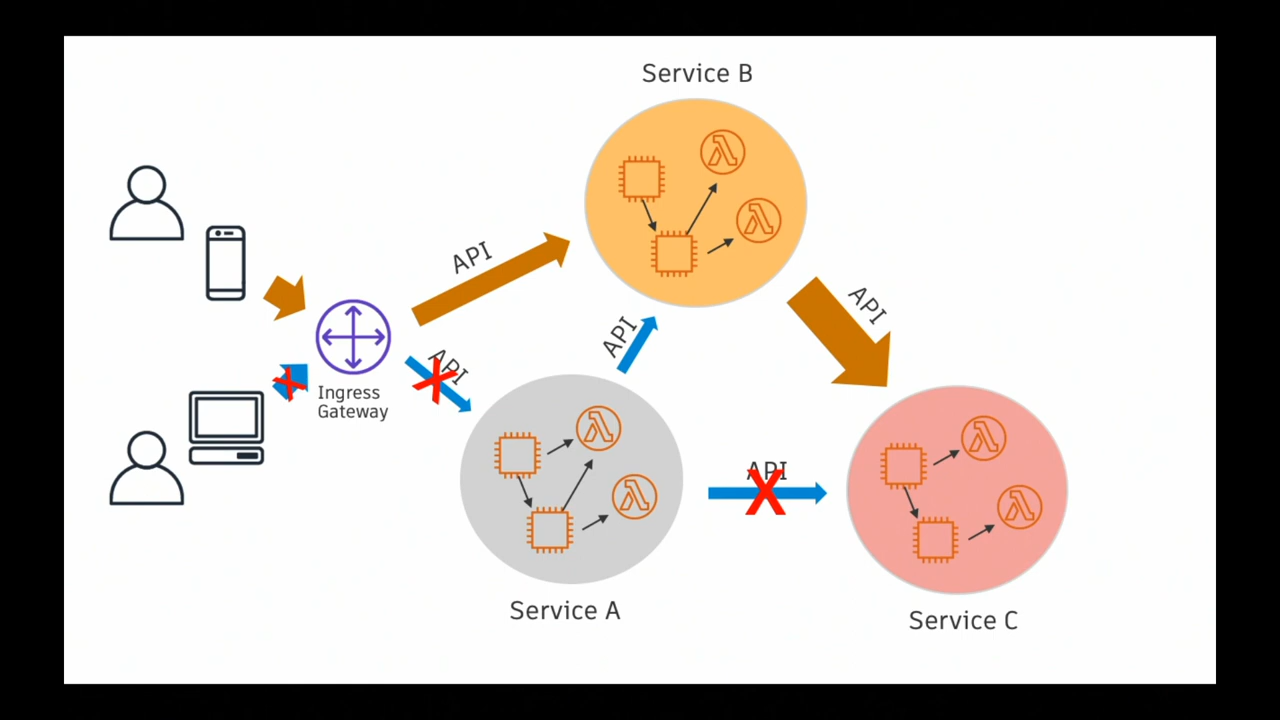 Service B
API
API
API
API
Ingress
Gateway
API
Service A
Service C